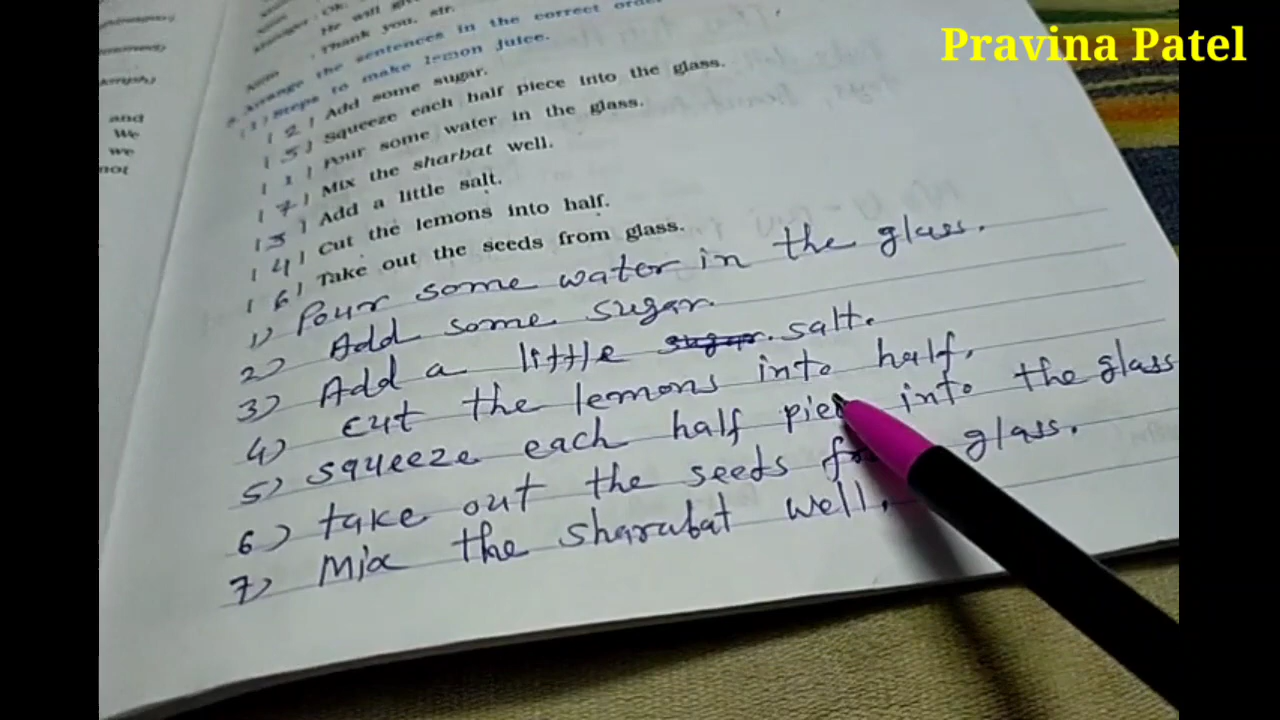 Pravina Patel
He will
Thank you, sir.
Arrange the sentences in the correct
(1) Steps to make lemon juice.
[ 2 ] Add some sugar.
[ 5 ] Squeeze each half piece into the glass.
[ 1 ] Pour some water in the glass.
[ 7 ] Mix the sharbat well.
[ 3 ] Add a little salt.
[ 4 ] Cut the lemons into half.
[ 6 ] Take out the seeds from glass.
1) Pour some water in the glass.
2) Add some sugar.
3) Add a little sugar. salt.
4) cut the lemons into half.
5) squeeze each half piec into the glass
6) take out the seeds glass.
7) Mix the sharabat well.
and
We
we
not